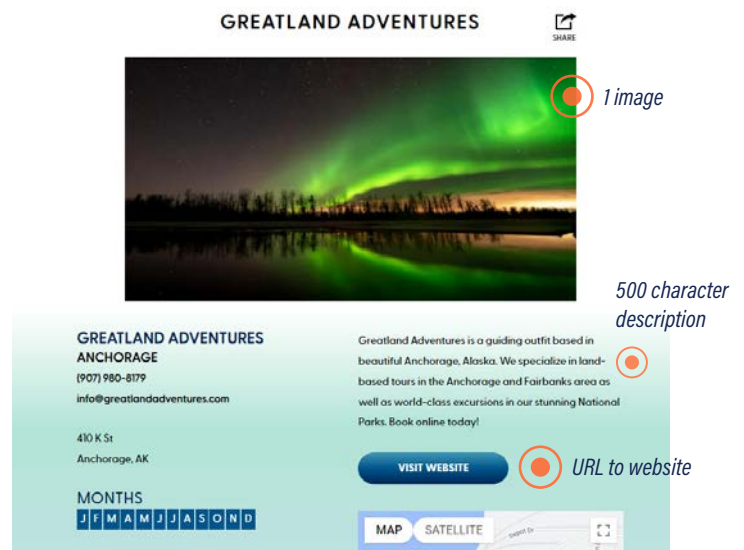 GREATLAND ADVENTURES
SHARE
1 image
500 character
description
GREATLAND ADVENTURES
ANCHORAGE
(907) 980-8179
info@greatlandadventures.com
410 K St
Anchorage, AK
MONTHS
J F M A M J J A S O N D
Greatland Adventures is a guiding outfit based in
beautiful Anchorage, Alaska. We specialize in land-
based tours in the Anchorage and Fairbanks area as
well as world-class excursions in our stunning National
Parks. Book online today!
VISIT WEBSITE
URL to website
MAP
SATELLITE
Depot Dr